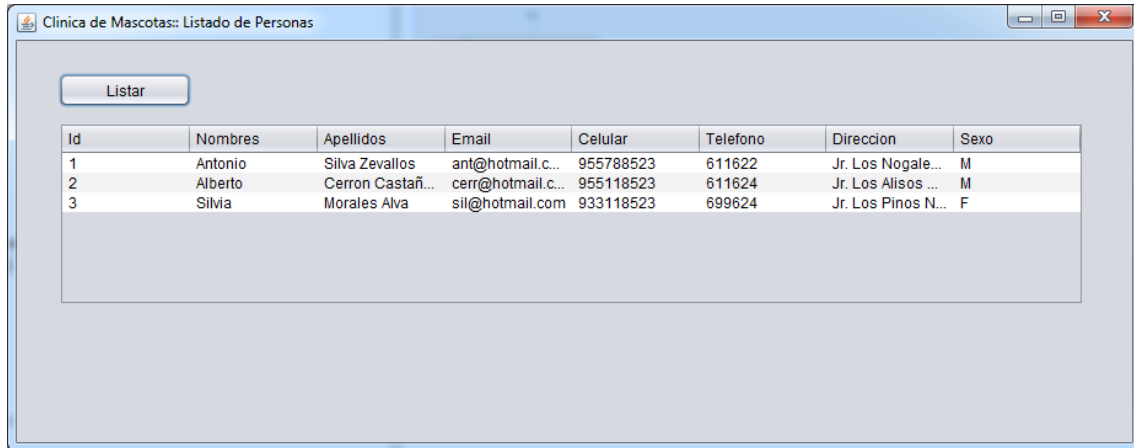 Clinica de Mascotas:: Listado de Personas
Listar
Id Nombres Apellidos Email Celular Telefono Direccion Sexo
1 Antonio Silva Zevallos ant@hotmail.c... 955788523 611622 Jr. Los Nogale... M
2 Alberto Cerron Castañ... cerr@hotmail.c... 955118523 611624 Jr. Los Alisos ... M
3 Silvia Morales Alva sil@hotmail.com 933118523 699624 Jr. Los Pinos N... F